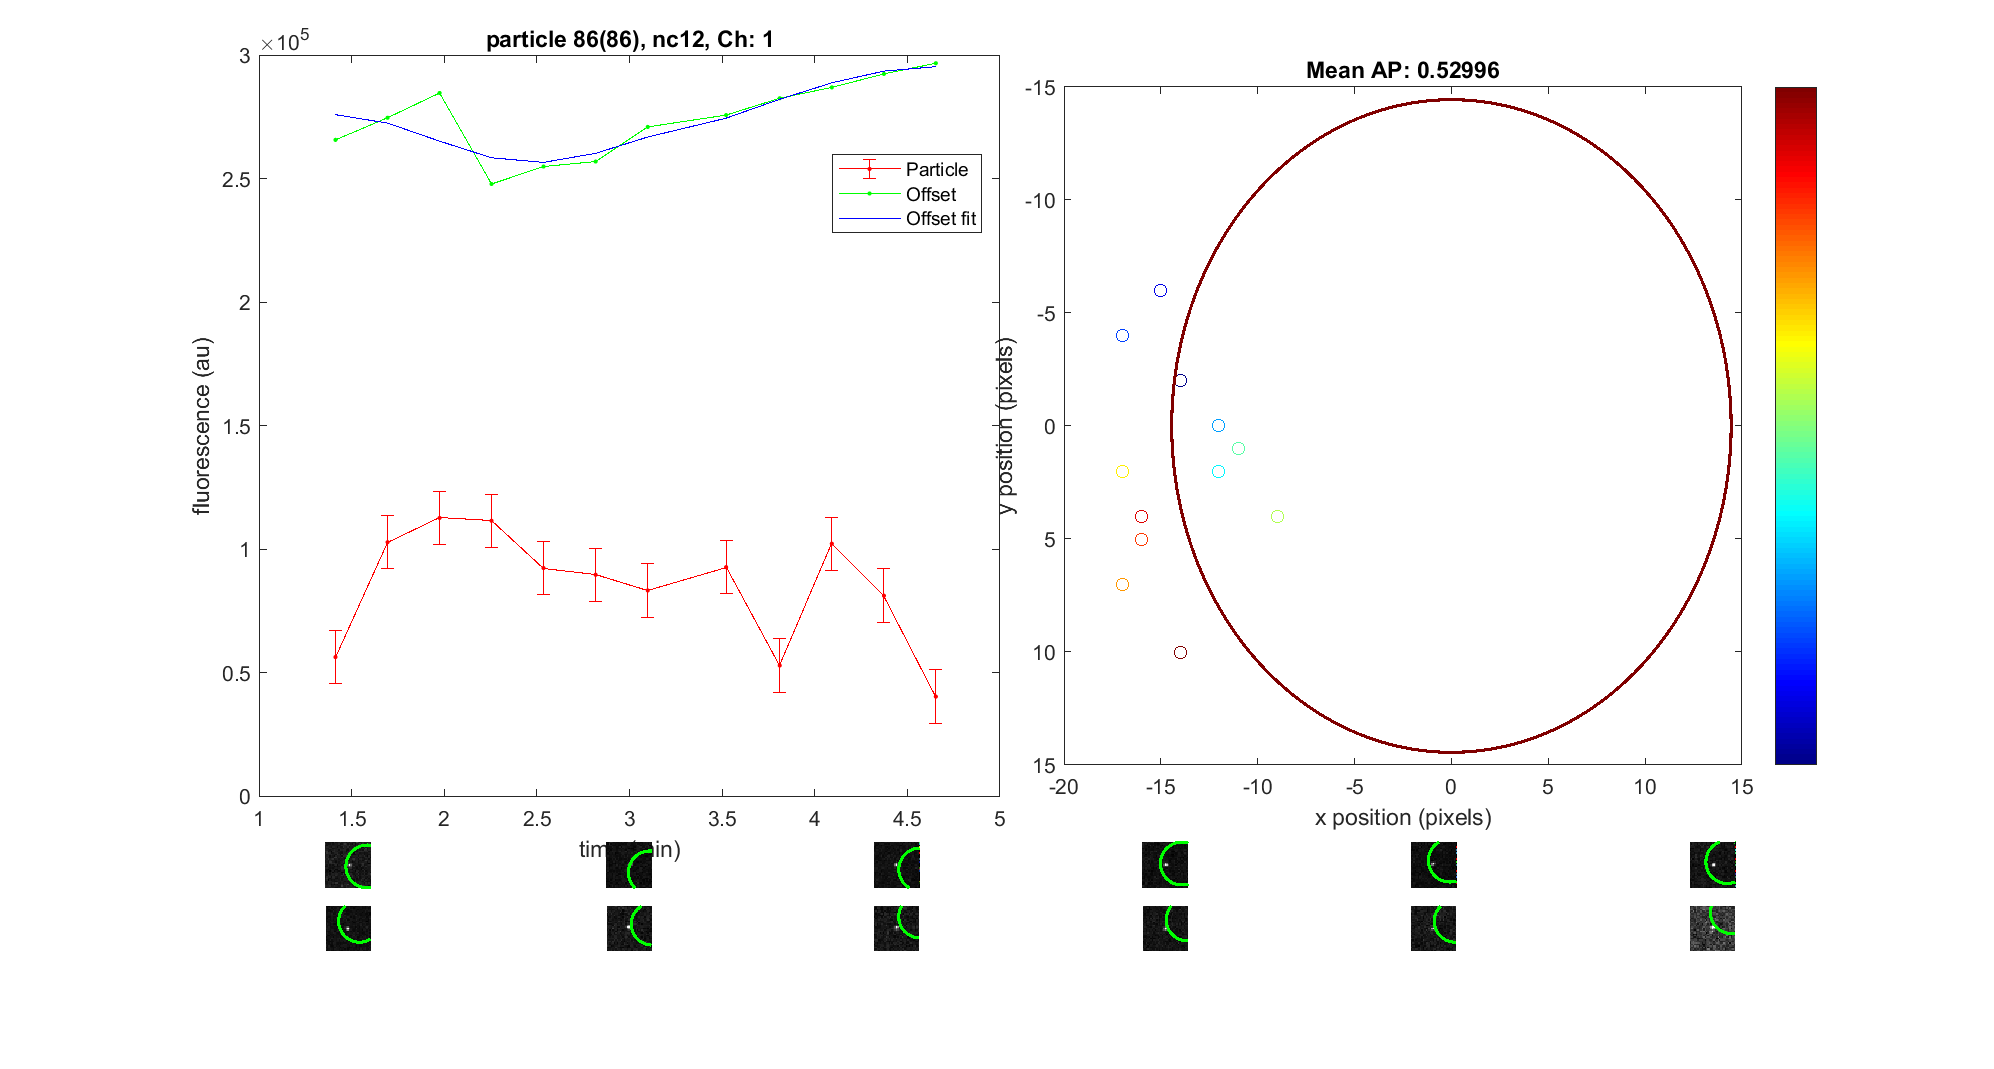 particle 86(86), nc12, Ch: 1
×10^5
3
2.5
2
1.5
1
0.5
0
fluorescence (au)
1 1.5 2 2.5 3 3.5 4 4.5 5
Particle
Offset
Offset fit
Mean AP: 0.52996
-15
-10
-5
0
5
10
15
y position (pixels)
-20 -15 -10 -5 0 5 10 15
x position (pixels)